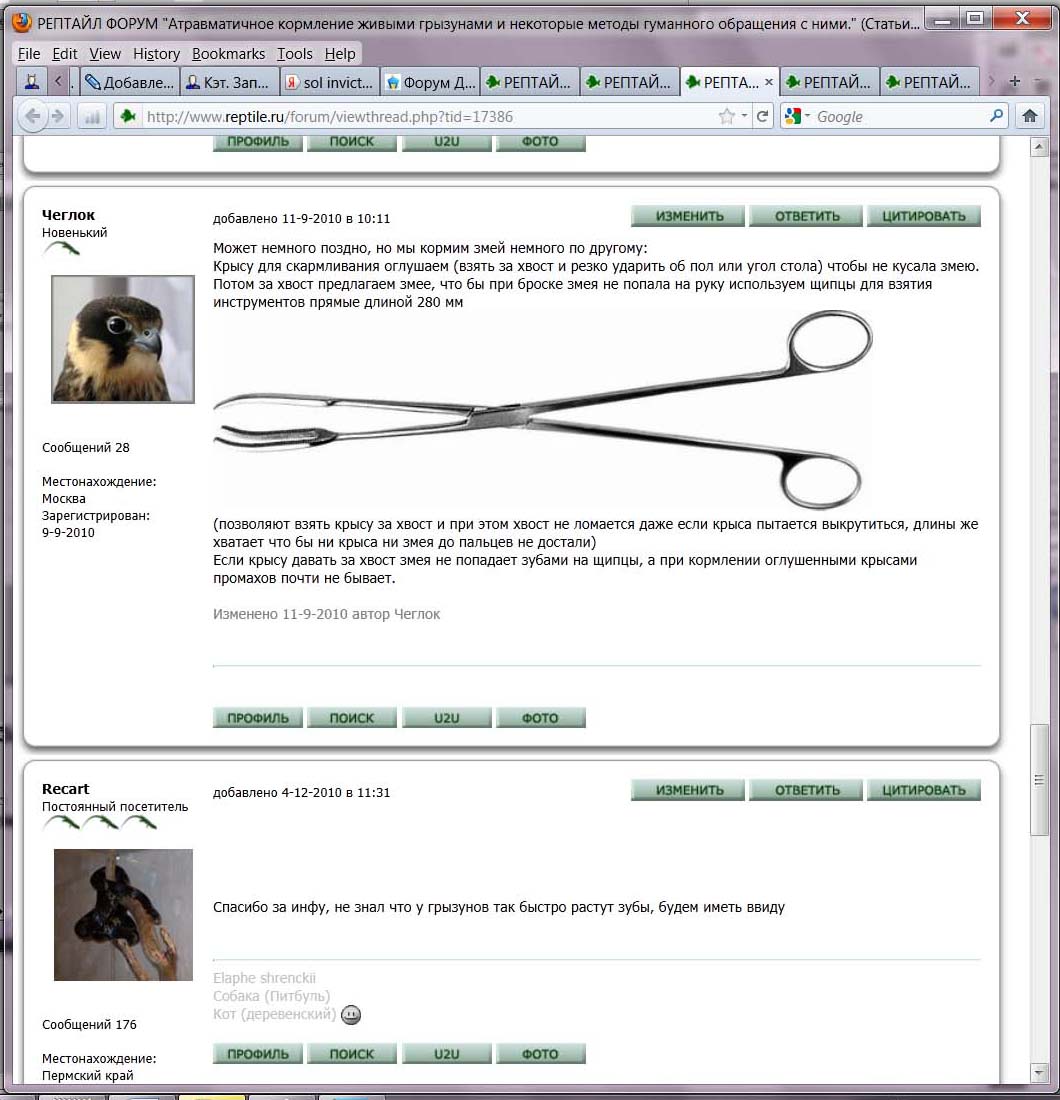 РЕПТАЙЛ ФОРУМ "Атравматичное кормление живыми грызунами и некоторые методы гуманного обращения с ними." (Статьи...
File Edit View History Bookmarks Tools Help
Добавле... Кэт. Зап... sol invict... Форум Д... РЕПТАЙ... РЕПТАЙ... РЕПТА... РЕПТАЙ... РЕПТАЙ...
http://www.reptile.ru/forum/viewthread.php?tid=17386 Google
ПРОФИЛЬ ПОИСК U2U ФОТО
Чеглок
Новенький
добавлено 11-9-2010 в 10:11 ИЗМЕНИТЬ ОТВЕТИТЬ ЦИТИРОВАТЬ
Может немного поздно, но мы кормим змей немного по другому:
Крысу для скармливания оглушаем (взять за хвост и резко ударить об пол или угол стола) чтобы не кусала змею.
Потом за хвост предлагаем змее, что бы при броске змея не попала на руку используем щипцы для взятия
инструментов прямые длиной 280 мм
Сообщений 28
Местонахождение:
Москва
Зарегистрирован:
9-9-2010
(позволяют взять крысу за хвост и при этом хвост не ломается даже если крыса пытается выкрутиться, длины же
хватает что бы ни крыса ни змея до пальцев не достали)
Если крысу давать за хвост змея не попадает зубами на щипцы, а при кормлении оглушенными крысами
промахов почти не бывает.
Изменено 11-9-2010 автор Чеглок
ПРОФИЛЬ ПОИСК U2U ФОТО
Recart
Постоянный посетитель
добавлено 4-12-2010 в 11:31 ИЗМЕНИТЬ ОТВЕТИТЬ ЦИТИРОВАТЬ
Спасибо за инфу, не знал что у грызунов так быстро растут зубы, будем иметь ввиду
Elaphe shrenckii
Собака (Питбуль)
Кот (деревенский)
Сообщений 176
Местонахождение:
Пермский край
ПРОФИЛЬ ПОИСК U2U ФОТО